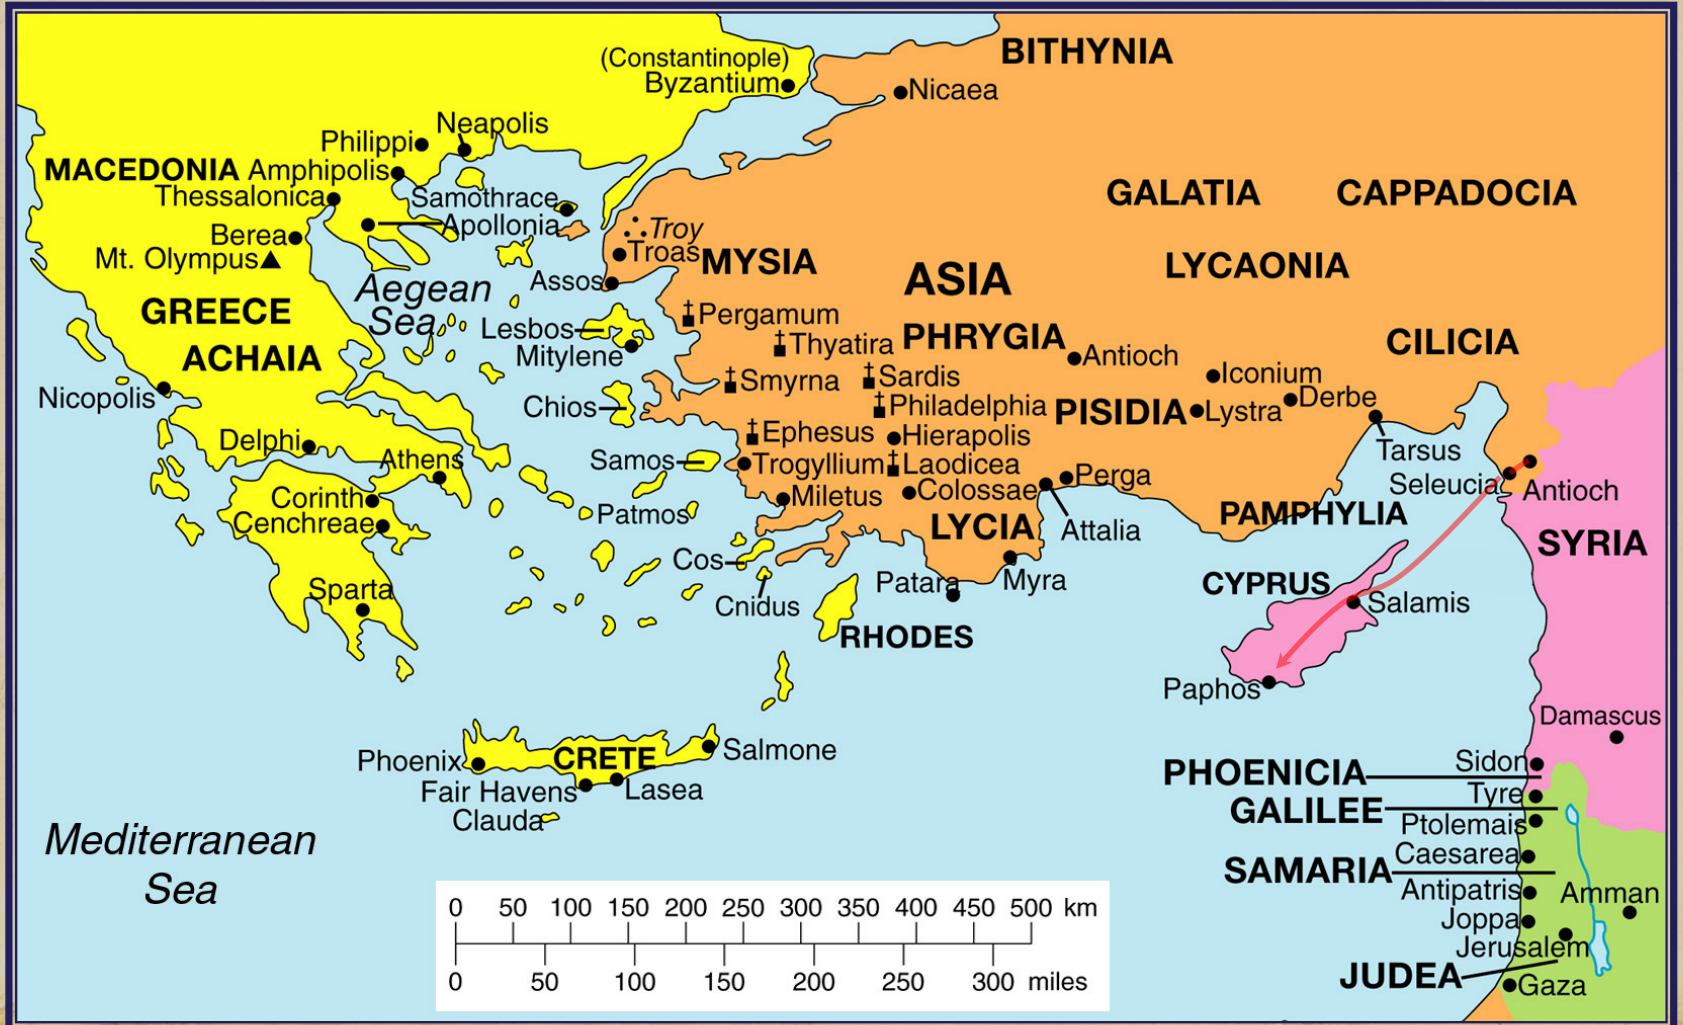 BITHYNIA
(Constantinople)
Byzantium
Nicaea
Neapolis
Philippi
MACEDONIA
Amphipolis
Thessalonica
Samothrace
Apollonia
GALATIA
CAPPADOCIA
Berea
Troy
Troas
Mt. Olympus
MYSIA
ASIA
LYCAONIA
Assos
Aegean
Sea
GREECE
Pergamum
Lesbos
Mitylene
Thyatira
PHRYGIA
Antioch
CILICIA
ACHAIA
Smyrna
Sardis
Iconium
Nicopolis
Chios
Philadelphia
PISIDIA
Lystra
Derbe
Delphi
Ephesus
Hierapolis
Tarsus
Athens
Samos
Trogyllium
Laodicea
Perga
Seleucia
Antioch
Corinth
Miletus
Colossae
Cenchreae
Patmos
LYCIA
Attalia
PAMPHYLIA
SYRIA
Cos
Sparta
Cnidus
Patara
Myra
CYPRUS
Salamis
RHODES
Paphos
Damascus
Phoenix
CRETE
Salmone
Fair Havens
Lasea
Clauda
PHOENICIA
Sidon
Tyre
GALILEE
Ptolemais
Caesarea
SAMARIA
Antipatris
Amman
Joppa
Jerusalem
JUDEA
Gaza
Mediterranean
Sea
0 50 100 150 200 250 300 350 400 450 500 km
0 50 100 150 200 250 300 miles